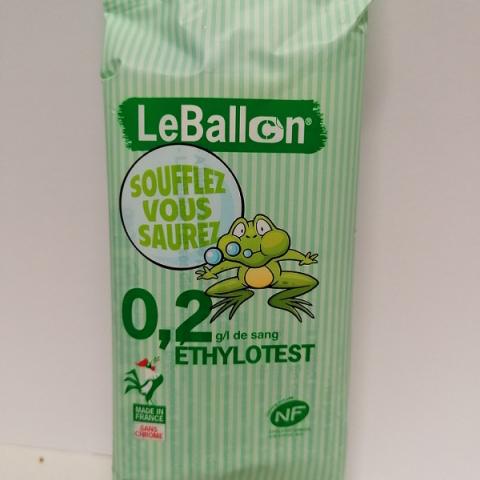 LeBallon®
SOUFFLEZ
VOUS
SAUREZ
0,2
g/l de sang
ÉTHYLOTEST
MADE IN
FRANCE
SANS
CHROME
NF